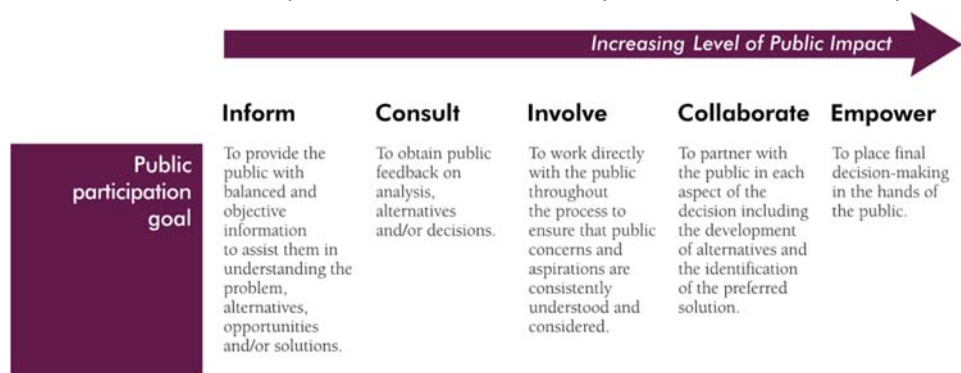 Increasing Level of Public Impact
Inform
To provide the
public with
balanced and
objective
information
to assist them in
understanding the
problem,
alternatives,
opportunities
and/or solutions.
Consult
To obtain public
feedback on
analysis,
alternatives
and/or decisions.
Involve
To work directly
with the public
throughout
the process to
ensure that public
concerns and
aspirations are
consistently
understood and
considered.
Collaborate
To partner with
the public in each
aspect of the
decision including
the development
of alternatives and
the identification
of the preferred
solution.
Empower
To place final
decision-making
in the hands of
the public.
Public
participation
goal